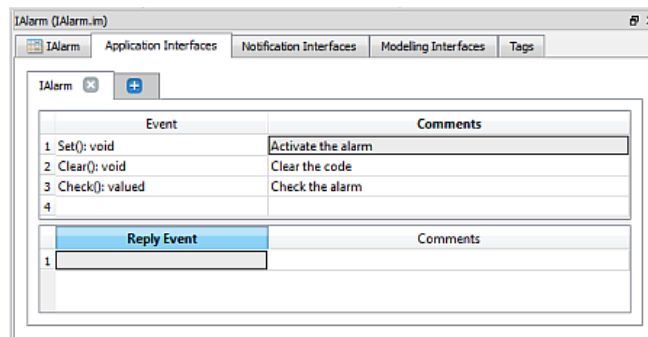 IAlarm (IAlarm.im)
IAlarm Application Interfaces Notification Interfaces Modelling Interfaces Tags
IAlarm
Event Comments
1 Set(): void Activate the alarm
2 Clear(): void Clear the code
3 Check(): valued Check the alarm
4
Reply Event Comments
1